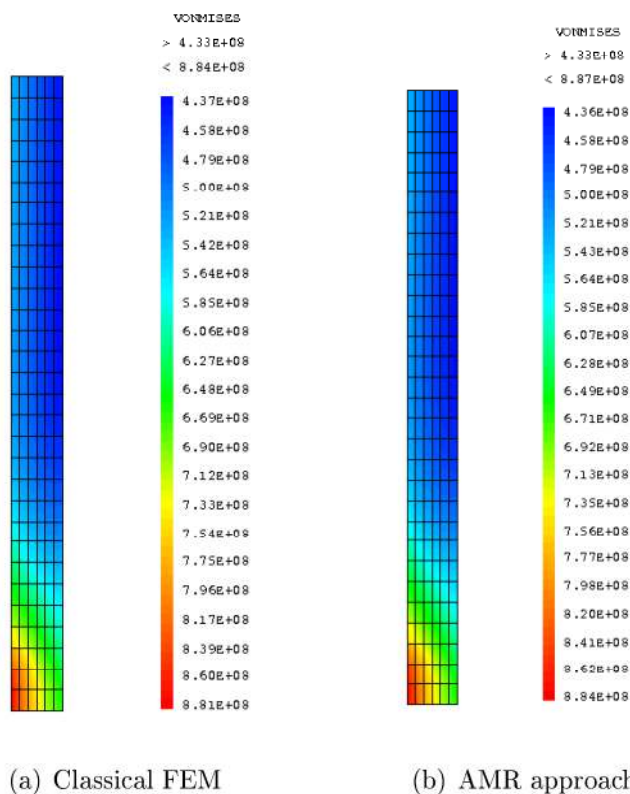 VONMISES
> 4.33E+08
< 8.84E+08
4.37E+08
4.58E+08
4.79E+08
5.00E+08
5.21E+08
5.42E+08
5.64E+08
5.85E+08
6.06E+08
6.27E+08
6.48E+08
6.69E+08
6.90E+08
7.12E+08
7.33E+08
7.54E+08
7.75E+08
7.96E+08
8.17E+08
8.39E+08
8.60E+08
8.81E+08
(a) Classical FEM
VONMISES
> 4.33E+08
< 8.87E+08
4.36E+08
4.58E+08
4.79E+08
5.00E+08
5.21E+08
5.43E+08
5.64E+08
5.85E+08
6.07E+08
6.28E+08
6.49E+08
6.71E+08
6.92E+08
7.13E+08
7.35E+08
7.56E+08
7.77E+08
7.98E+08
8.20E+08
8.41E+08
8.62E+08
8.84E+08
(b) AMR approach